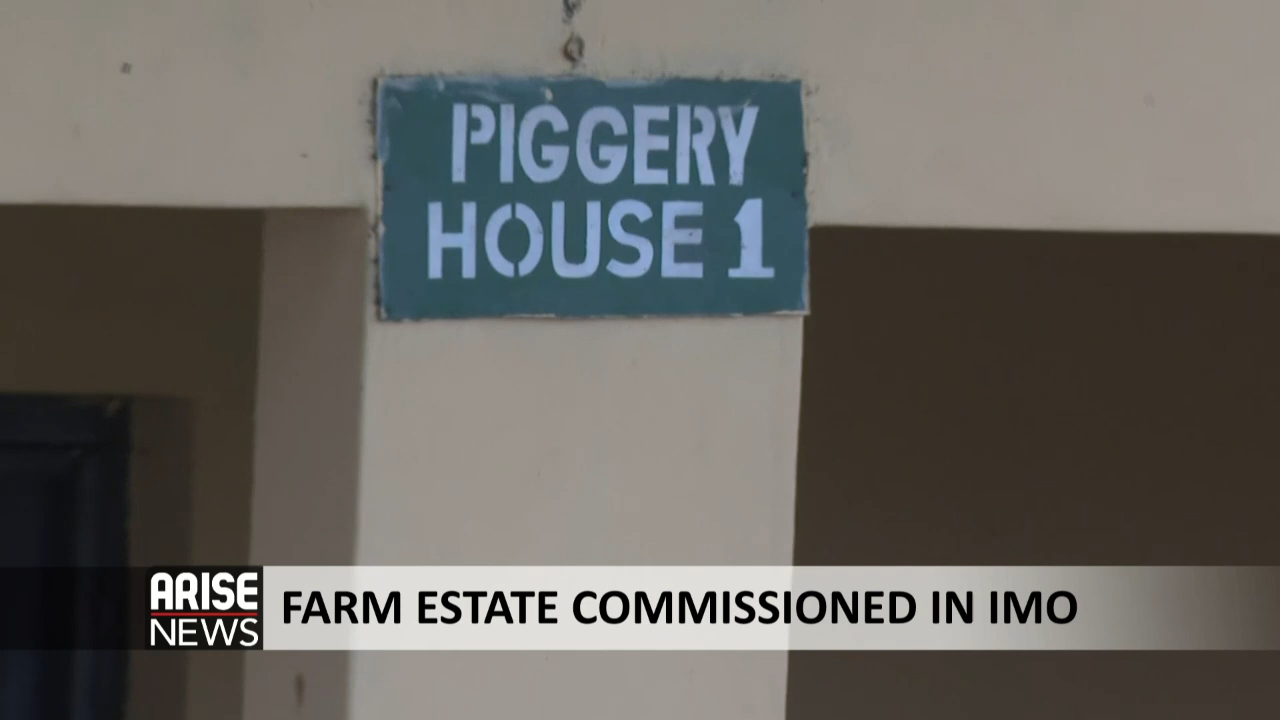 PIGGERY
HOUSE 1
ARISE
NEWS
FARM ESTATE COMMISSIONED IN IMO